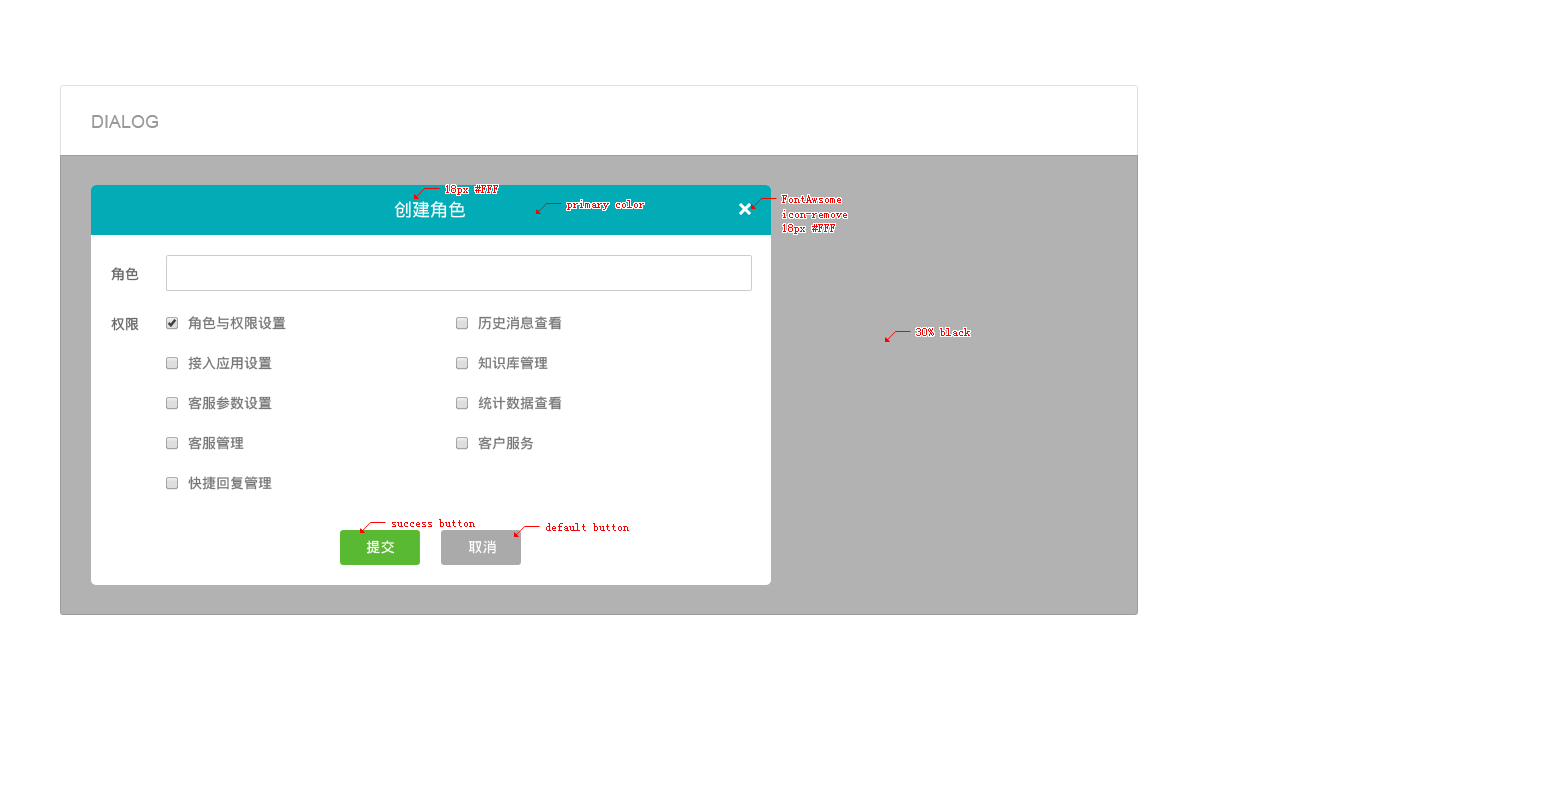 DIALOG
18px #FFF
创建角色
primary color
FontAwsome
icon-remove
18px #FFF
角色
权限
角色与权限设置
历史消息查看
30% black
接入应用设置
知识库管理
客服参数设置
统计数据查看
客服管理
客户服务
快捷回复管理
success button
default button
提交
取消